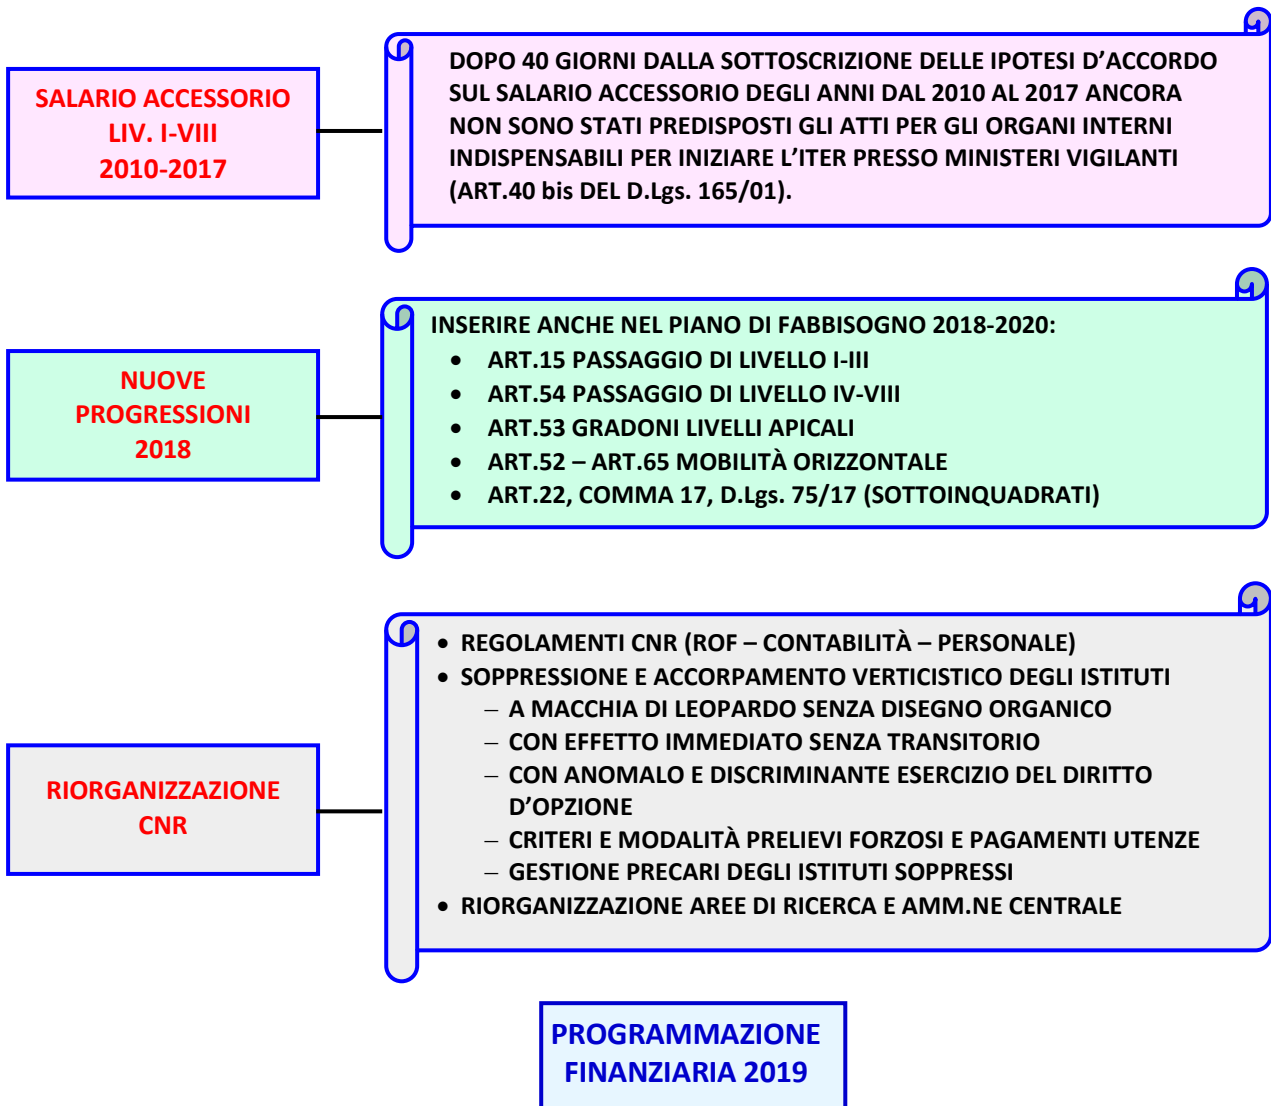 SALARIO ACCESSORIO
LIV. I-VIII
2010-2017
DOPO 40 GIORNI DALLA SOTTOSCRIZIONE DELLE IPOTESI D’ACCORDO
SUL SALARIO ACCESSORIO DEGLI ANNI DAL 2010 AL 2017 ANCORA
NON SONO STATI PREDISPOSTI GLI ATTI PER GLI ORGANI INTERNI
INDISPENSABILI PER INIZIARE L’ITER PRESSO MINISTERI VIGILANTI
(ART.40 bis DEL D.Lgs. 165/01).
NUOVE
PROGRESSIONI
2018
INSERIRE ANCHE NEL PIANO DI FABBISOGNO 2018-2020:
• ART.15 PASSAGGIO DI LIVELLO I-III
• ART.54 PASSAGGIO DI LIVELLO IV-VIII
• ART.53 GRADONI LIVELLI APICALI
• ART.52 – ART.65 MOBILITÀ ORIZZONTALE
• ART.22, COMMA 17, D.Lgs. 75/17 (SOTTOINQUADRATI)
RIORGANIZZAZIONE
CNR
• REGOLAMENTI CNR (ROF – CONTABILITÀ – PERSONALE)
• SOPPRESSIONE E ACCORPAMENTO VERTICISTICO DEGLI ISTITUTI
– A MACCHIA DI LEOPARDO SENZA DISEGNO ORGANICO
– CON EFFETTO IMMEDIATO SENZA TRANSITORIO
– CON ANOMALO E DISCRIMINANTE ESERCIZIO DEL DIRITTO
D’OPZIONE
– CRITERI E MODALITÀ PRELIEVI FORZOSI E PAGAMENTI UTENZE
– GESTIONE PRECARI DEGLI ISTITUTI SOPPRESSI
• RIORGANIZZAZIONE AREE DI RICERCA E AMM.NE CENTRALE
PROGRAMMAZIONE
FINANZIARIA 2019